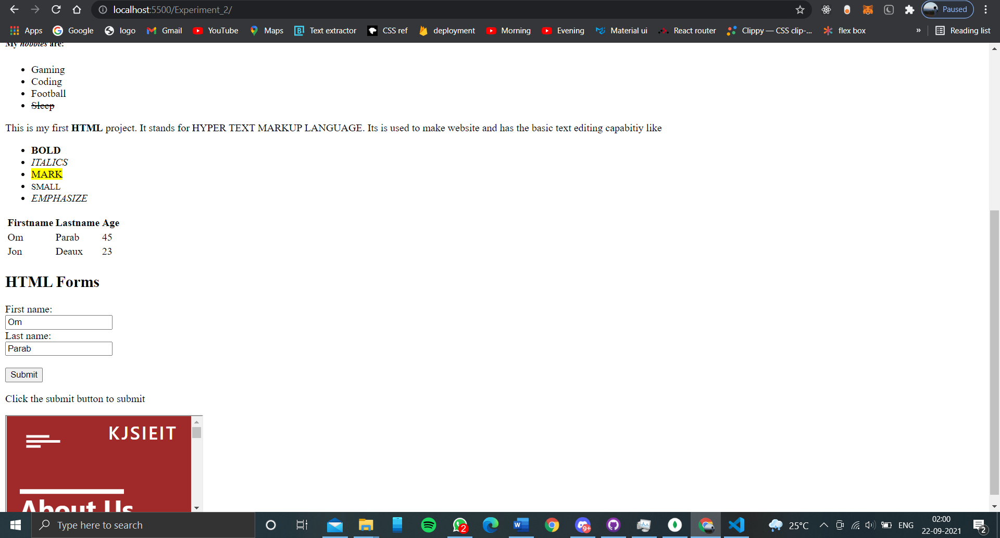 localhost:5500/Experiment_2/
Paused
Apps Google logo Gmail YouTube Maps Text extractor CSS ref deployment Morning Evening Material ui React router Clippy — CSS clip-... flex box » Reading list
My hobbies are:
Gaming
Coding
Football
Sleep
This is my first HTML project. It stands for HYPER TEXT MARKUP LANGUAGE. Its is used to make website and has the basic text editing capabitiy like
BOLD
ITALICS
MARK
SMALL
EMPHASIZE
Firstname Lastname Age
Om Parab 45
Jon Deaux 23
HTML Forms
First name:
Om
Last name:
Parab
Submit
Click the submit button to submit
KJSIEIT
About Us
Type here to search
2
9+
25°C
ENG
02:00
22-09-2021
2